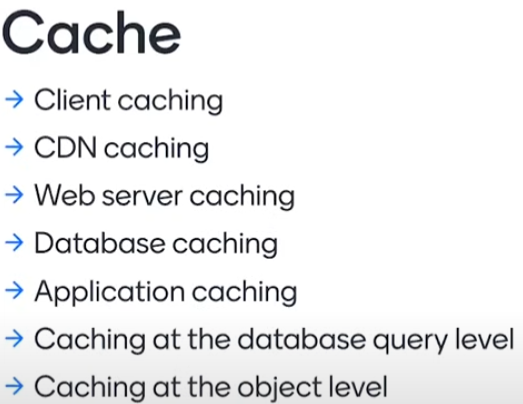 Cache
→ Client caching
→ CDN caching
→ Web server caching
→ Database caching
→ Application caching
→ Caching at the database query level
→ Caching at the object level